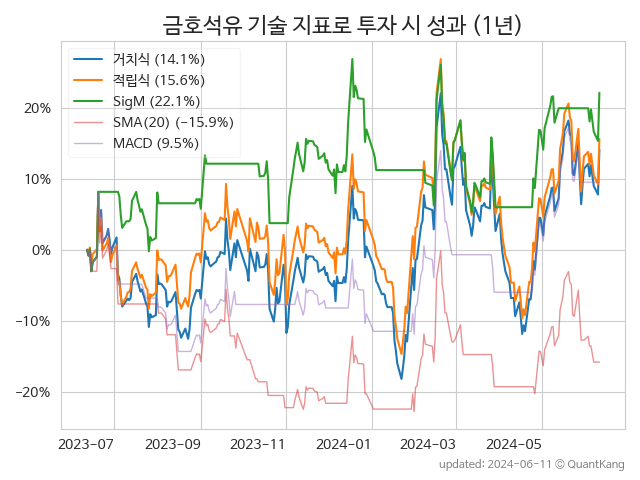 금호석유 기술 지표로 투자 시 성과 (1년)
거치식 (14.1%)
적립식 (15.6%)
SigM (22.1%)
SMA(20) (−15.9%)
MACD (9.5%)
20%
10%
0%
−10%
−20%
2023-07
2023-09
2023-11
2024-01
2024-03
2024-05
updated: 2024-06-11 © QuantKang